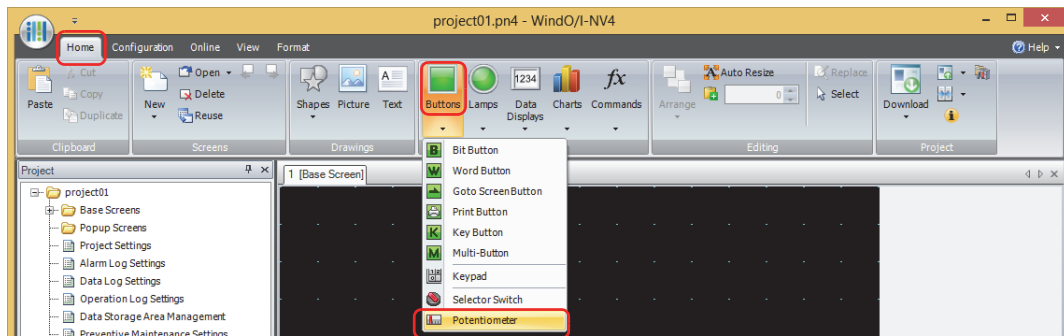 project01.pn4 - WindO/I-NV4
Home Configuration Online View Format Help
Paste
Cut
Copy
Duplicate
Clipboard
New
Open
Delete
Reuse
Screens
Shapes Picture Text
Drawings
1234
Buttons Lamps Data Displays Charts Commands
Arrange
Auto Resize
0
Replace
Select
Editing
Download
Project
Project
1 [Base Screen]
project01
Base Screens
Popup Screens
Project Settings
Alarm Log Settings
Data Log Settings
Operation Log Settings
Data Storage Area Management
Preventive Maintenance Settings
Bit Button
Word Button
Goto Screen Button
Print Button
Key Button
Multi-Button
Keypad
Selector Switch
Potentiometer